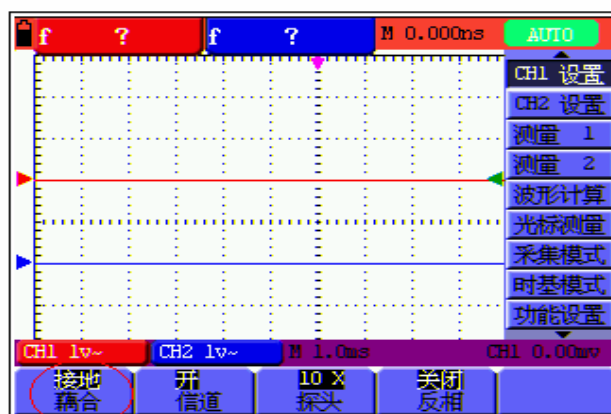 f ? f ? M 0.000ns AUTO
CH1 设置
CH2 设置
测量 1
测量 2
波形计算
光标测量
采集模式
时基模式
功能设置
CH1 1v~ CH2 1v~ M 1.0ms CH1 0.00mv
接地 开 10 X 关闭
藕合 信道 探头 反相